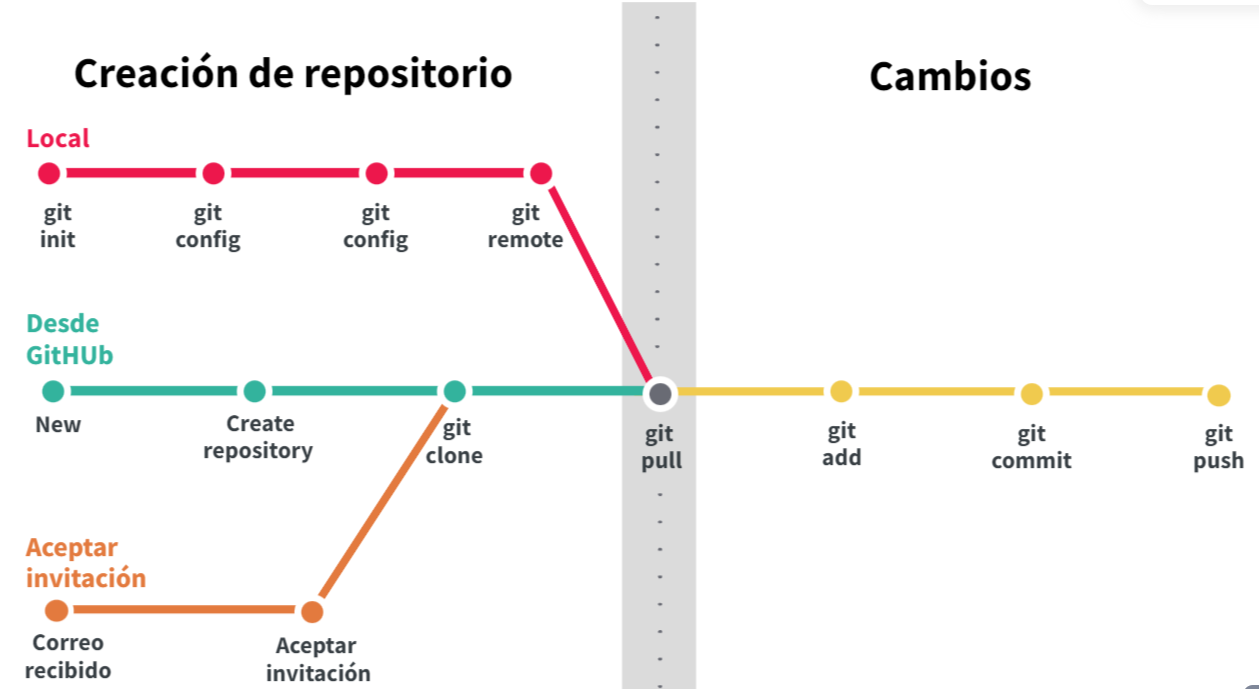 Creación de repositorio
Cambios
Local
git
init
git
config
git
config
git
remote
Desde
GitHUb
New
Create
repository
git
clone
git
pull
git
add
git
commit
git
push
Aceptar
invitación
Correo
recibido
Aceptar
invitación